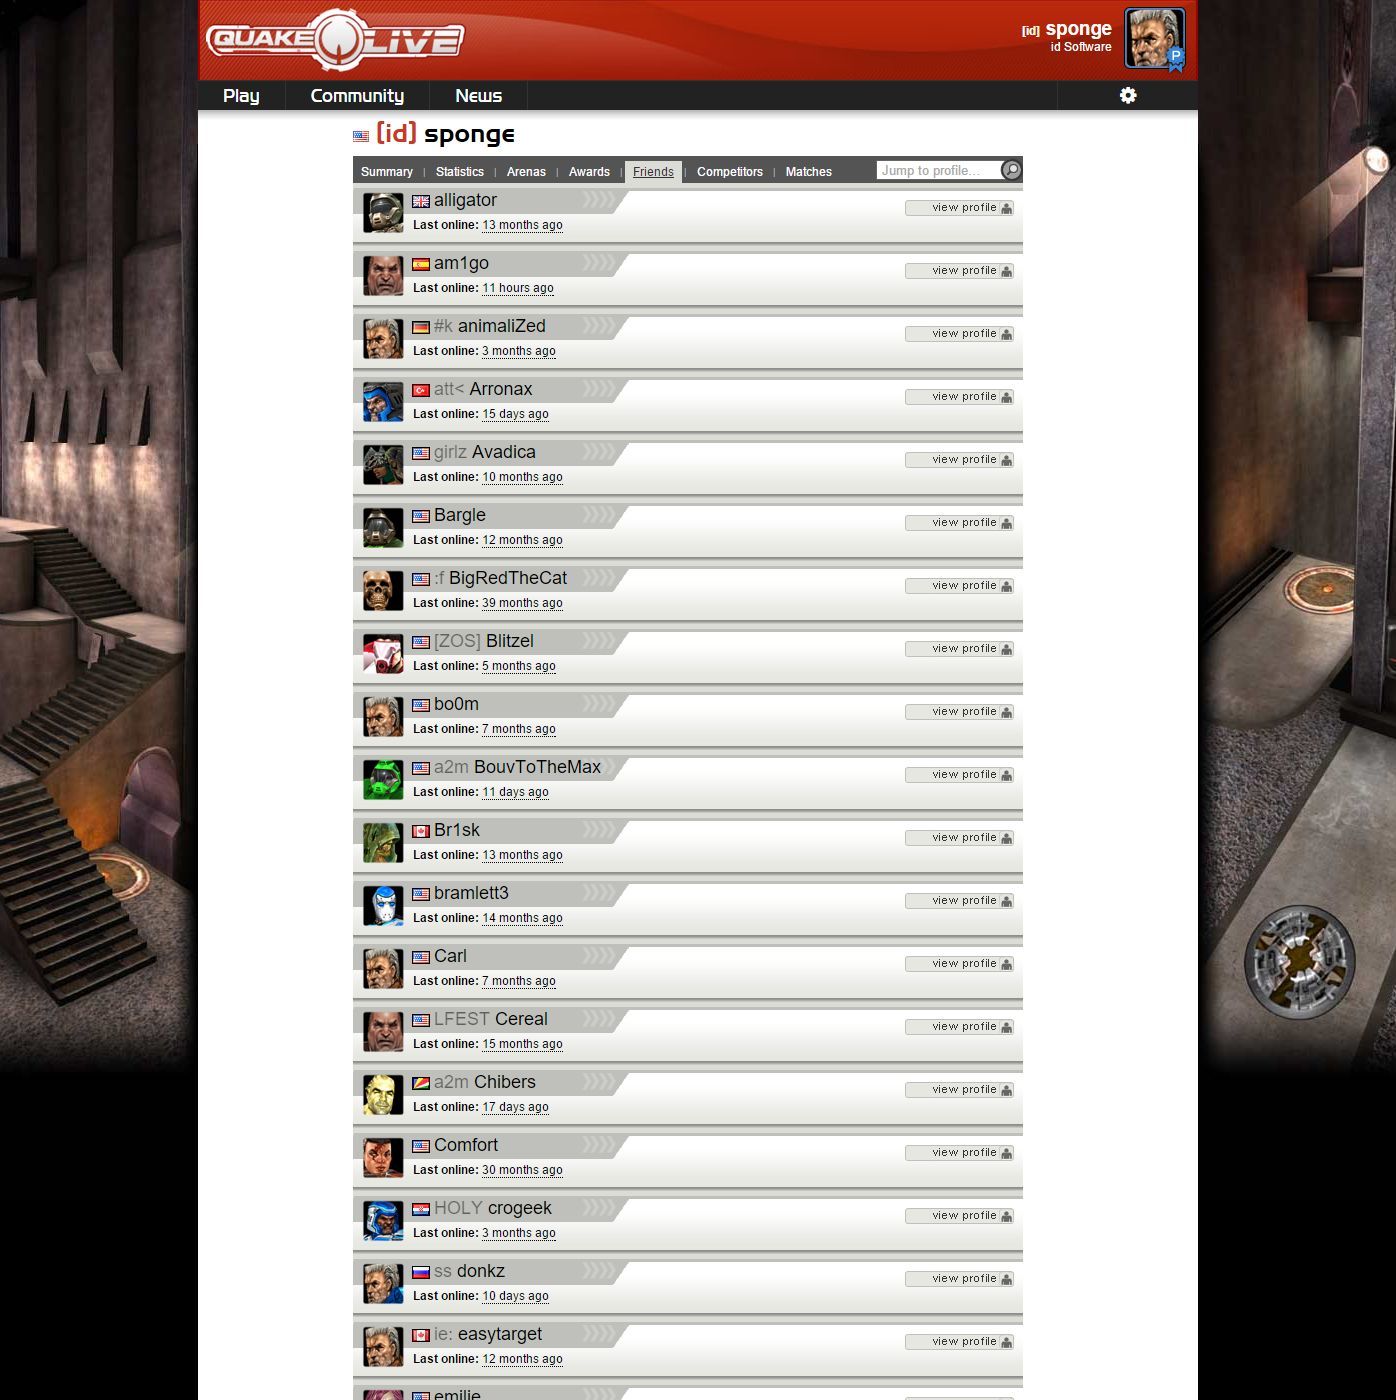 QUAKE LIVE
[id] sponge
id Software
P
Play Community News
[id] sponge
Summary | Statistics | Arenas | Awards | Friends | Competitors | Matches Jump to profile...
alligator
view profile
Last online: 13 months ago
am1go
view profile
Last online: 11 hours ago
#k animaliZed
view profile
Last online: 3 months ago
att< Arronax
view profile
Last online: 15 days ago
girlz Avadica
view profile
Last online: 10 months ago
Bargle
view profile
Last online: 12 months ago
:f BigRedTheCat
view profile
Last online: 39 months ago
[ZOS] Blitzel
view profile
Last online: 5 months ago
bo0m
view profile
Last online: 7 months ago
a2m BouvToTheMax
view profile
Last online: 11 days ago
Br1sk
view profile
Last online: 13 months ago
bramlett3
view profile
Last online: 14 months ago
Carl
view profile
Last online: 7 months ago
LFEST Cereal
view profile
Last online: 15 months ago
a2m Chibers
view profile
Last online: 17 days ago
Comfort
view profile
Last online: 30 months ago
HOLY crogeek
view profile
Last online: 3 months ago
ss donkz
view profile
Last online: 10 days ago
ie: easytarget
view profile
Last online: 12 months ago
emilie